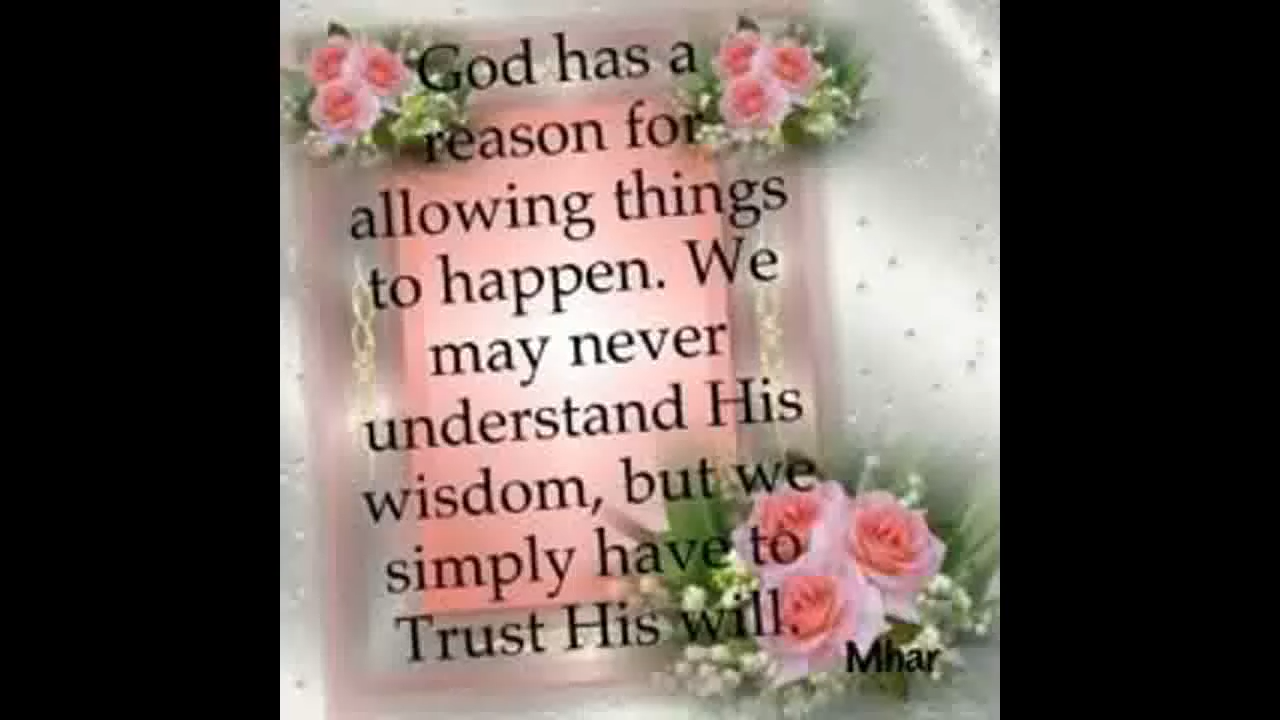 God has a
reason for
allowing things
to happen. We
may never
understand His
wisdom, but we
simply have to
Trust His will.
Mhar